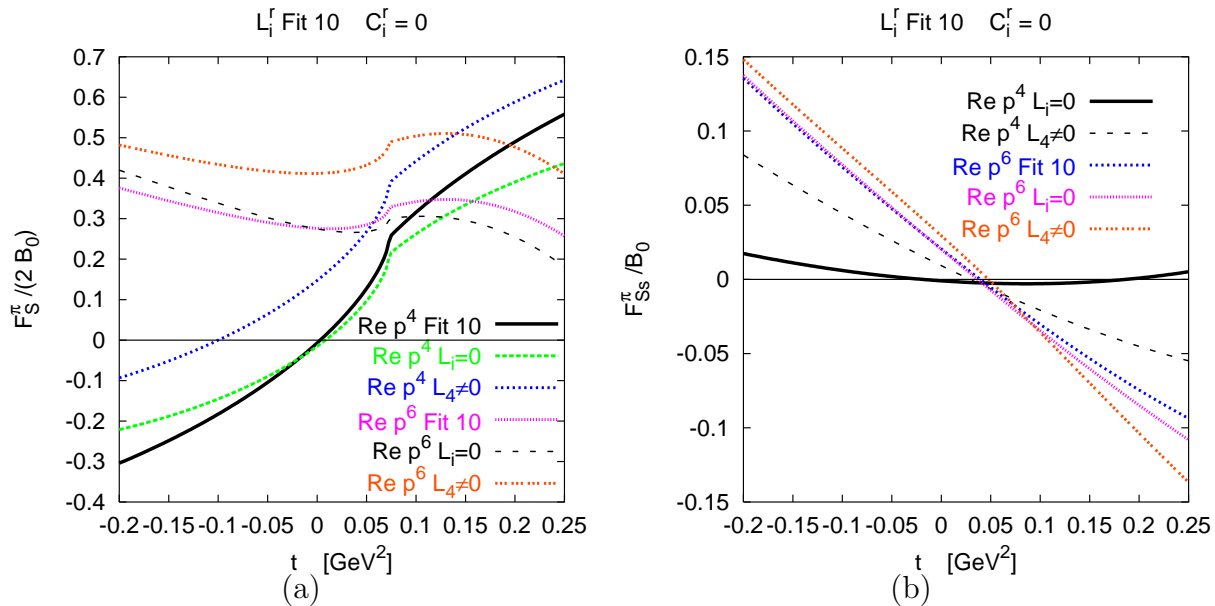 L_i^r Fit 10 C_i^r = 0
0.7
0.6
0.5
0.4
0.3
0.2
0.1
0
-0.1
-0.2
-0.3
-0.4
F_S^π/(2 B_0)
Re p^4 Fit 10
Re p^4 L_i=0
Re p^4 L_4≠0
Re p^6 Fit 10
Re p^6 L_i=0
Re p^6 L_4≠0
-0.2 -0.15 -0.1 -0.05 0 0.05 0.1 0.15 0.2 0.25
t [GeV^2]
(a)
L_i^r Fit 10 C_i^r = 0
0.15
0.1
0.05
0
-0.05
-0.1
-0.15
F_Ss^π/B_0
Re p^4 L_i=0
Re p^4 L_4≠0
Re p^6 Fit 10
Re p^6 L_i=0
Re p^6 L_4≠0
-0.2 -0.15 -0.1 -0.05 0 0.05 0.1 0.15 0.2 0.25
t [GeV^2]
(b)